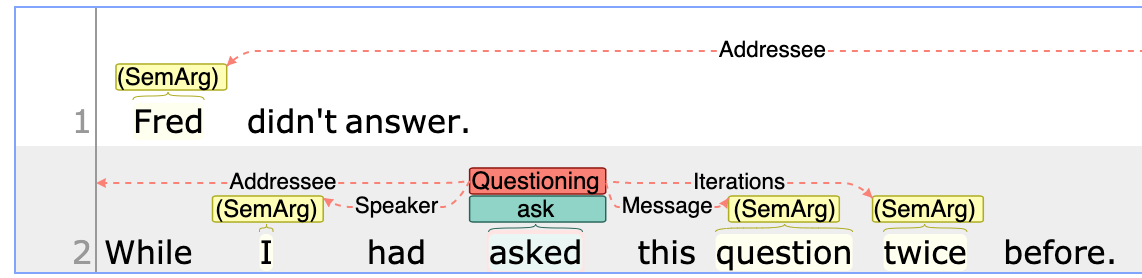 Addressee
(SemArg)
1 Fred didn't answer.
Addressee Questioning Iterations
(SemArg) Speaker ask Message (SemArg) (SemArg)
2 While I had asked this question twice before.